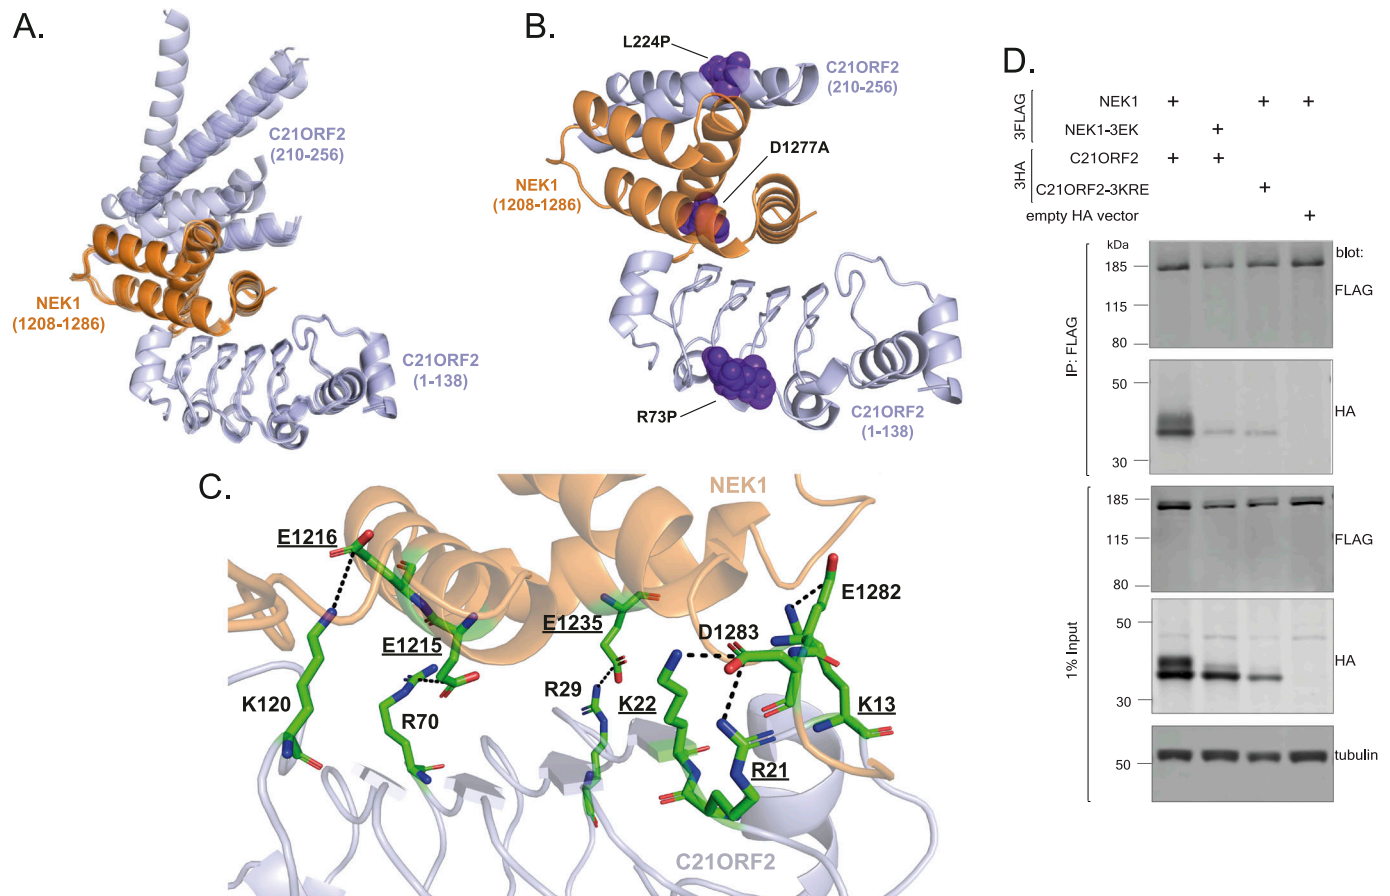 A.
C21ORF2
(210-256)
NEK1
(1208-1286)
C21ORF2
(1-138)
B.
L224P
C21ORF2
(210-256)
D1277A
NEK1
(1208-1286)
R73P
C21ORF2
(1-138)
C.
NEK1
E1216
E1215
E1235
E1282
D1283
K120
R70
R29
K22
R21
K13
C21ORF2
D.
3FLAG
NEK1 + + +
NEK1-3EK +
3HA
C21ORF2 + +
C21ORF2-3KRE +
empty HA vector +
kDa
blot:
IP: FLAG
185
115
80
FLAG
50
30
HA
1% Input
185
115
80
FLAG
50
30
HA
50
tubulin